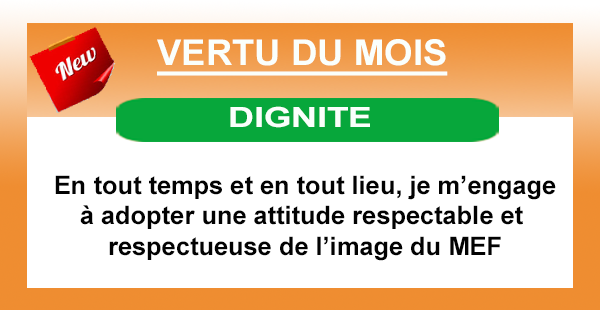 New
VERTU DU MOIS
DIGNITE
En tout temps et en tout lieu, je m’engage
à adopter une attitude respectable et
respectueuse de l’image du MEF